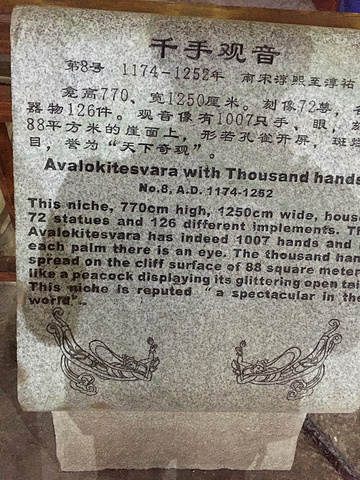 千手观音
第8号 1174-1252年 南宋淳熙至淳祐
龛高770、宽1250厘米。刻像72尊，
器物126件。观音像有1007只手，眼，
88平方米的崖面上，形若孔雀开屏，斑
目，誉为“天下奇观”。
Avalokitesvara with Thousand hands
No.8, A.D. 1174-1252
This niche, 770cm high, 1250cm wide,
72 statues and 126 different implements.
Avalokitesvara has indeed 1007 hands and
each palm there is an eye. The thousand
spread on the cliff surface of 88 square
like a peacock displaying its glittering open
This niche is reputed “a spectacular in the
world”.